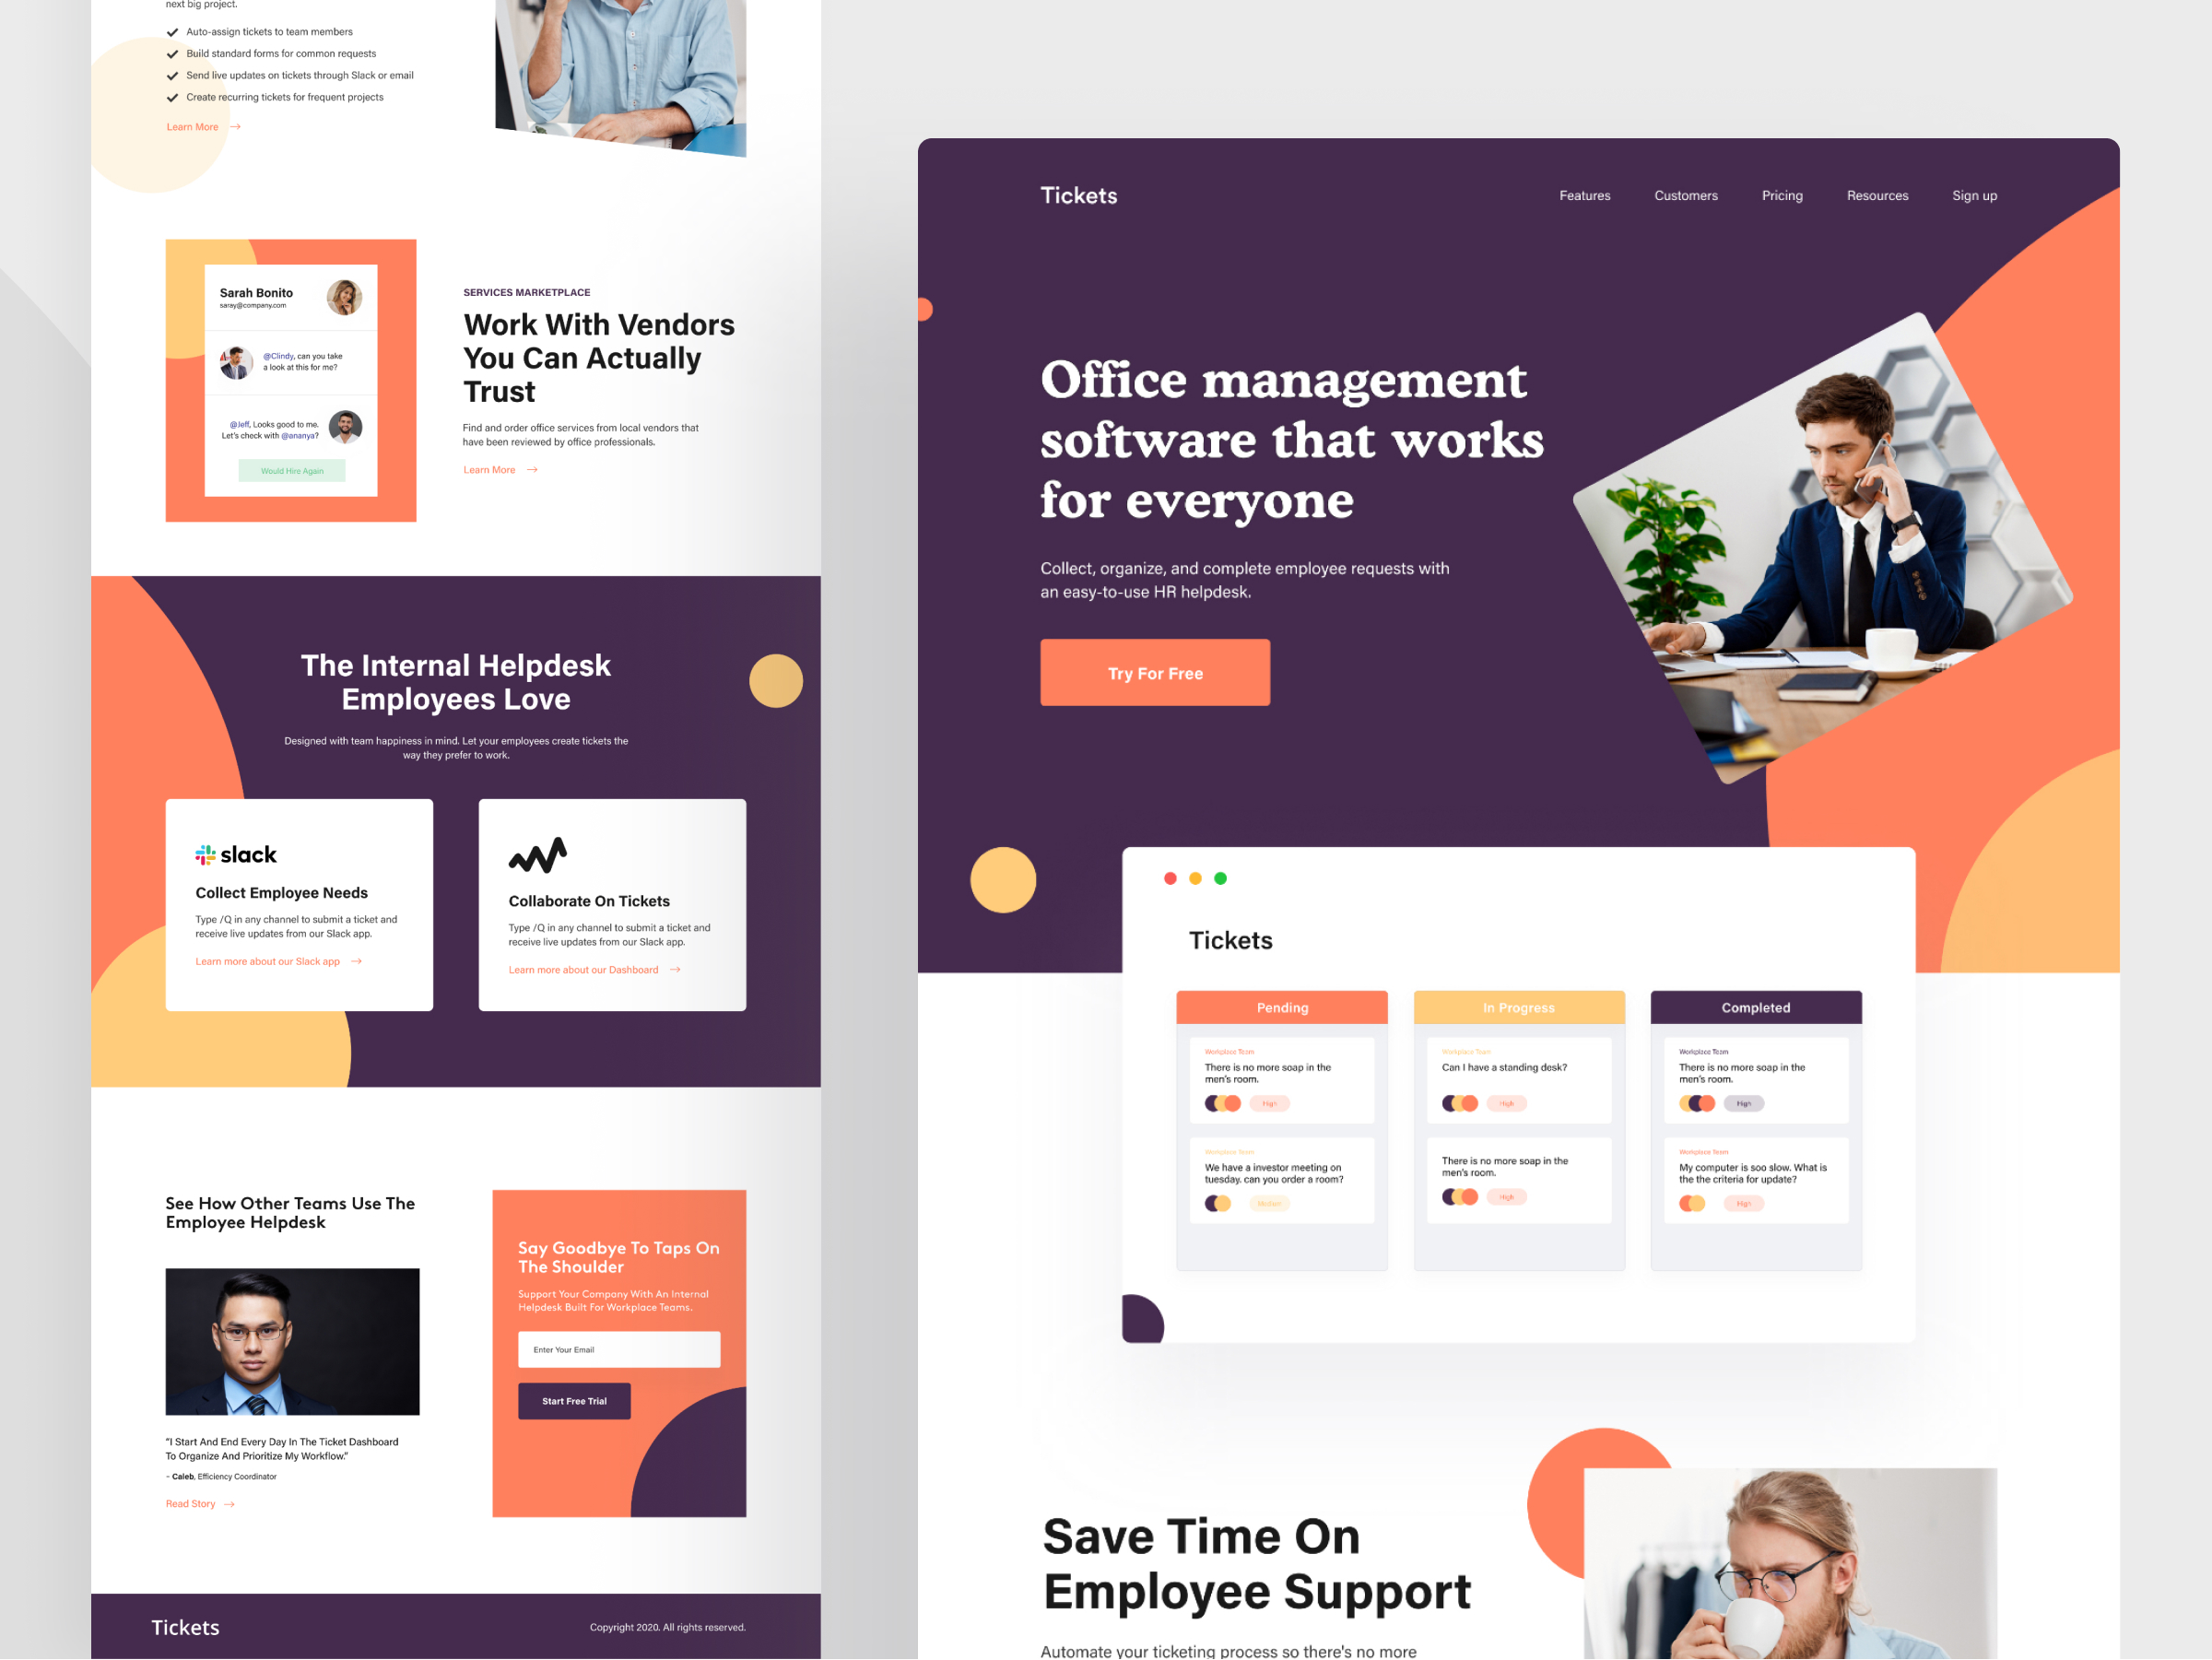 next big project.
Auto-assign tickets to team members
Build standard forms for common requests
Send live updates on tickets through Slack or email
Create recurring tickets for frequent projects
Learn More →
Sarah Bonito
saray@company.com
@Clindy, can you take
a look at this for me?
@Jeff, Looks good to me.
Let's check with @ananya?
Would Hire Again
SERVICES MARKETPLACE
Work With Vendors
You Can Actually
Trust
Find and order office services from local vendors that
have been reviewed by office professionals.
Learn More →
The Internal Helpdesk
Employees Love
Designed with team happiness in mind. Let your employees create tickets the
way they prefer to work.
slack
Collect Employee Needs
Type /Q in any channel to submit a ticket and
receive live updates from our Slack app.
Learn more about our Slack app →
Collaborate On Tickets
Type /Q in any channel to submit a ticket and
receive live updates from our Slack app.
Learn more about our Dashboard →
See How Other Teams Use The
Employee Helpdesk
"I Start And End Every Day In The Ticket Dashboard
To Organize And Prioritize My Workflow."
- Caleb, Efficiency Coordinator
Read Story →
Say Goodbye To Taps On
The Shoulder
Support Your Company With An Internal
Helpdesk Built For Workplace Teams.
Enter Your Email
Start Free Trial
Tickets
Copyright 2020. All rights reserved.
Tickets
Features Customers Pricing Resources Sign up
Office management
software that works
for everyone
Collect, organize, and complete employee requests with
an easy-to-use HR helpdesk.
Try For Free
Tickets
Pending
Workplace Team
There is no more soap in the
men's room.
High
Workplace Team
We have a investor meeting on
tuesday. can you order a room?
Medium
In Progress
Workplace Team
Can I have a standing desk?
High
There is no more soap in the
men's room.
High
Completed
Workplace Team
There is no more soap in the
men's room.
High
Workplace Team
My computer is soo slow. What is
the the criteria for update?
High
Save Time On
Employee Support
Automate your ticketing process so there's no more